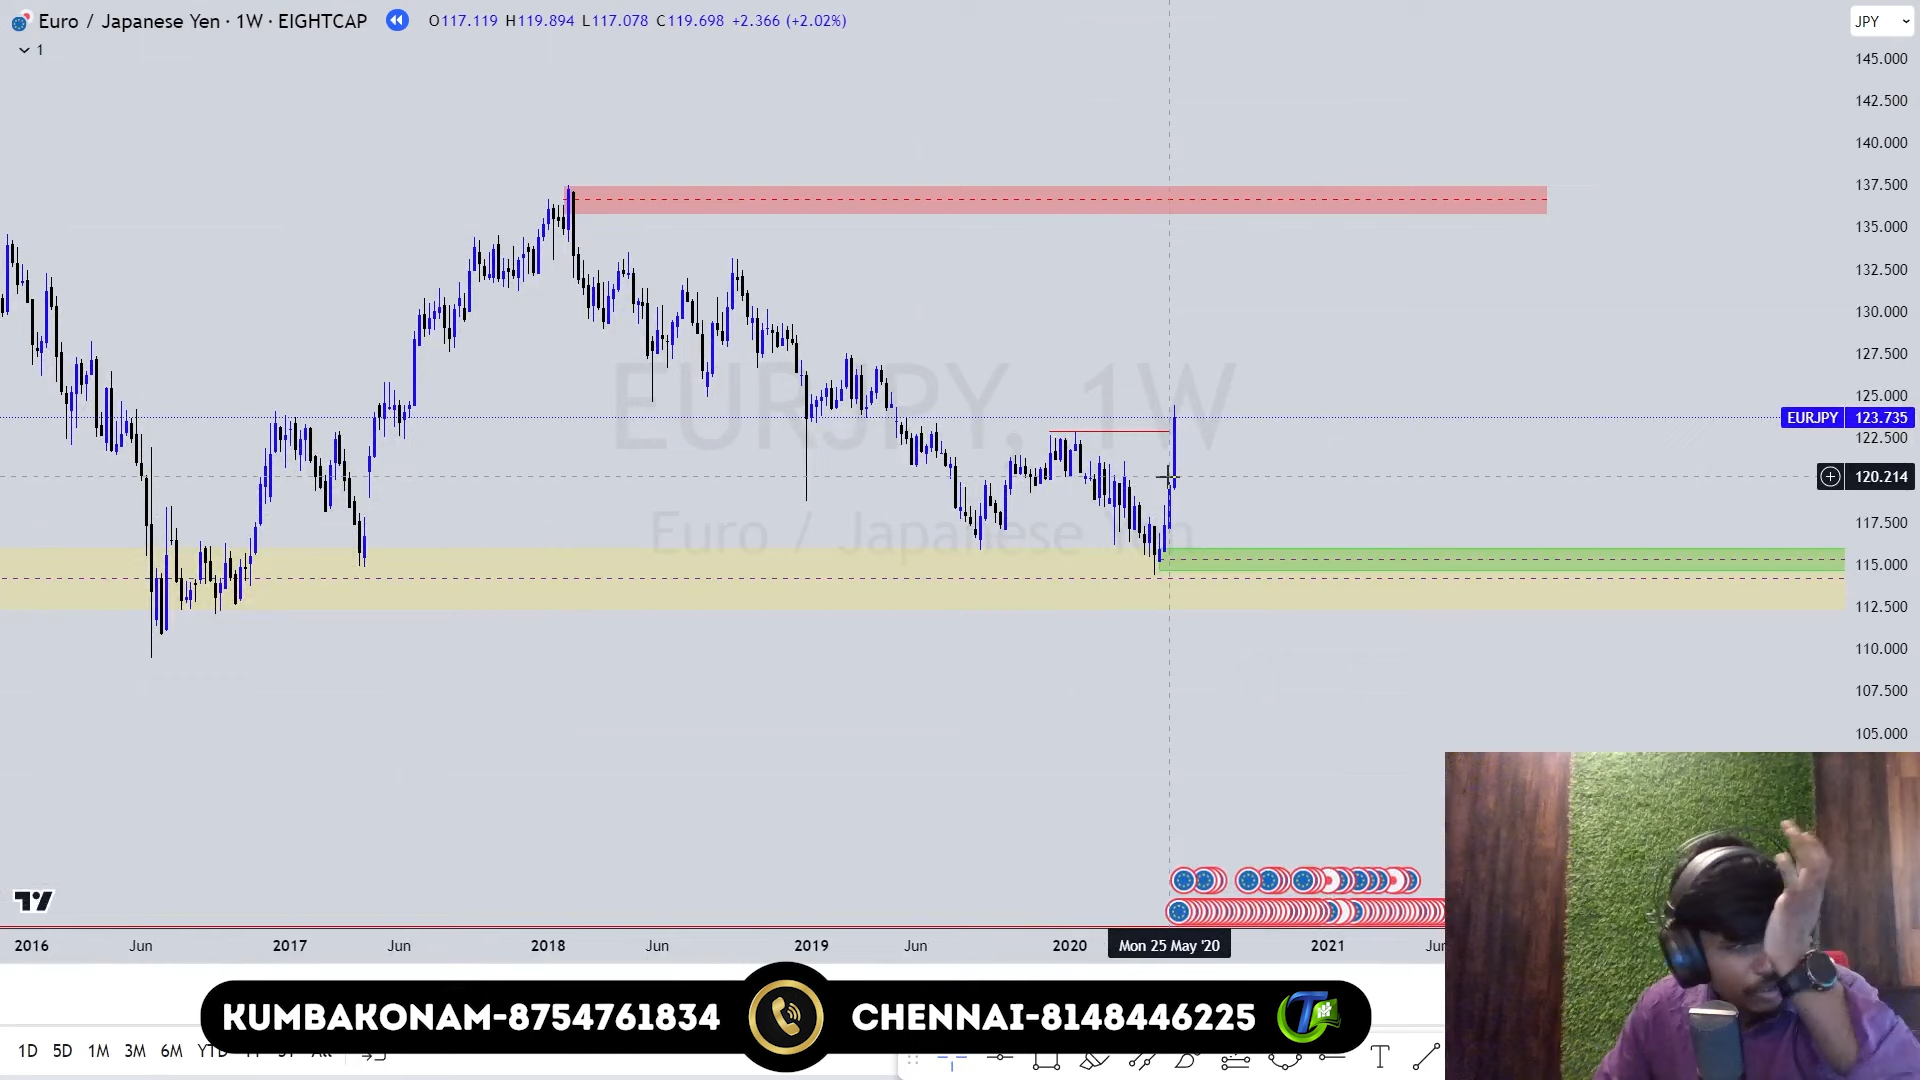 Euro / Japanese Yen · 1W · EIGHTCAP O117.119 H119.894 L117.078 C119.698 +2.366 (+2.02%)
1
JPY
145.000
142.500
140.000
137.500
135.000
132.500
130.000
127.500
125.000
EURJPY 123.735
122.500
120.214
117.500
115.000
112.500
110.000
107.500
105.000
EURJPY, 1W
Euro / Japanese Yen
2016 Jun 2017 Jun 2018 Jun 2019 Jun 2020 Mon 25 May '20 2021
KUMBAKONAM-8754761834 CHENNAI-8148446225
1D 5D 1M 3M 6M YTD